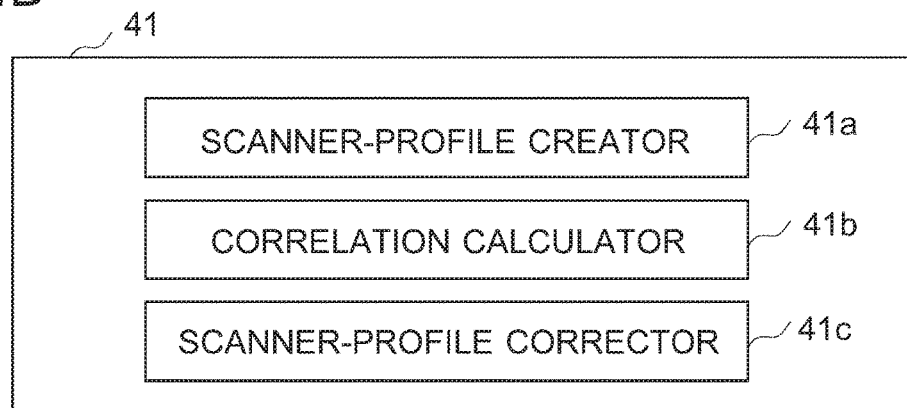 41
SCANNER-PROFILE CREATOR 41a
CORRELATION CALCULATOR 41b
SCANNER-PROFILE CORRECTOR 41c